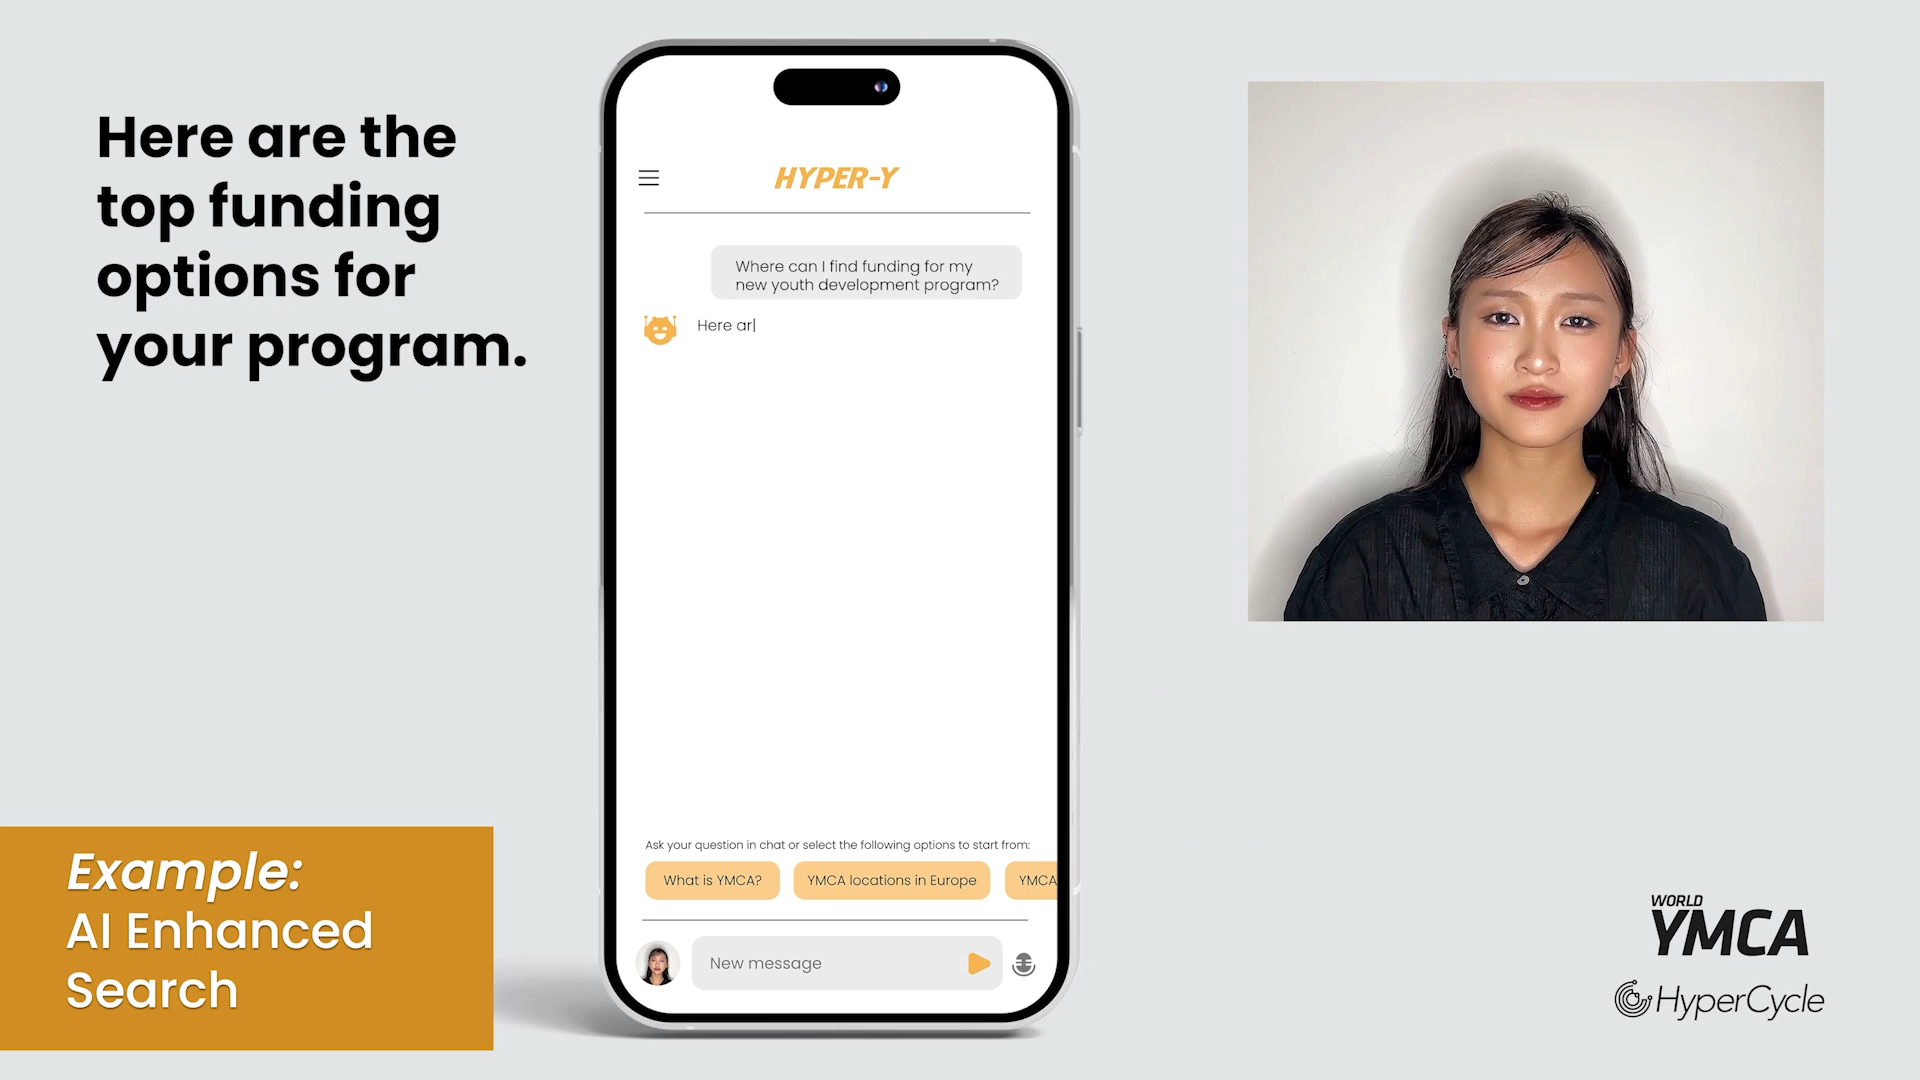 Here are the
top funding
options for
your program.
HYPER-Y
Where can I find funding for my
new youth development program?
Here ar
Ask your question in chat or select the following options to start from:
What is YMCA?
YMCA locations in Europe
YMCA
New message
Example:
AI Enhanced
Search
WORLD
YMCA
HyperCycle